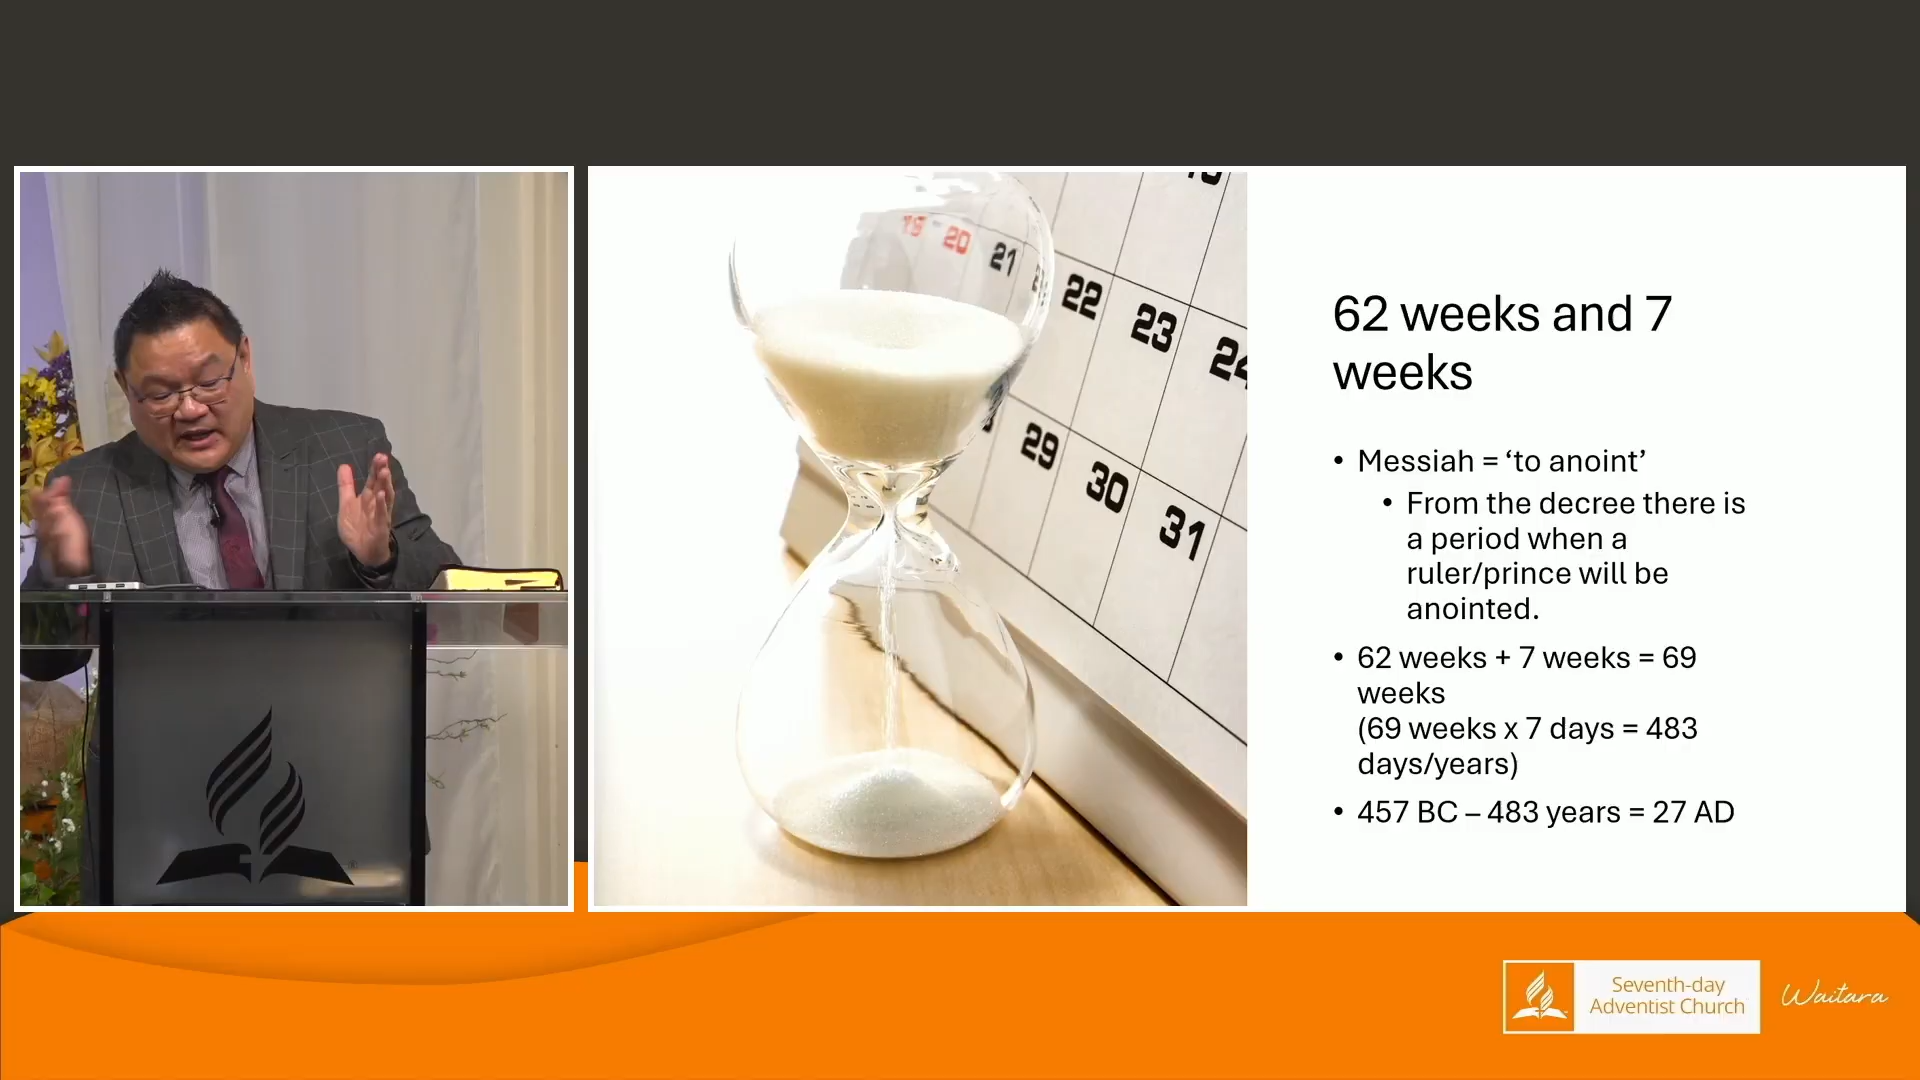 19 20 21
22 23 24
29 30 31
62 weeks and 7
weeks
• Messiah = ‘to anoint’
• From the decree there is
a period when a
ruler/prince will be
anointed.
• 62 weeks + 7 weeks = 69
weeks
(69 weeks x 7 days = 483
days/years)
• 457 BC – 483 years = 27 AD
Seventh-day
Adventist Church
Waitara